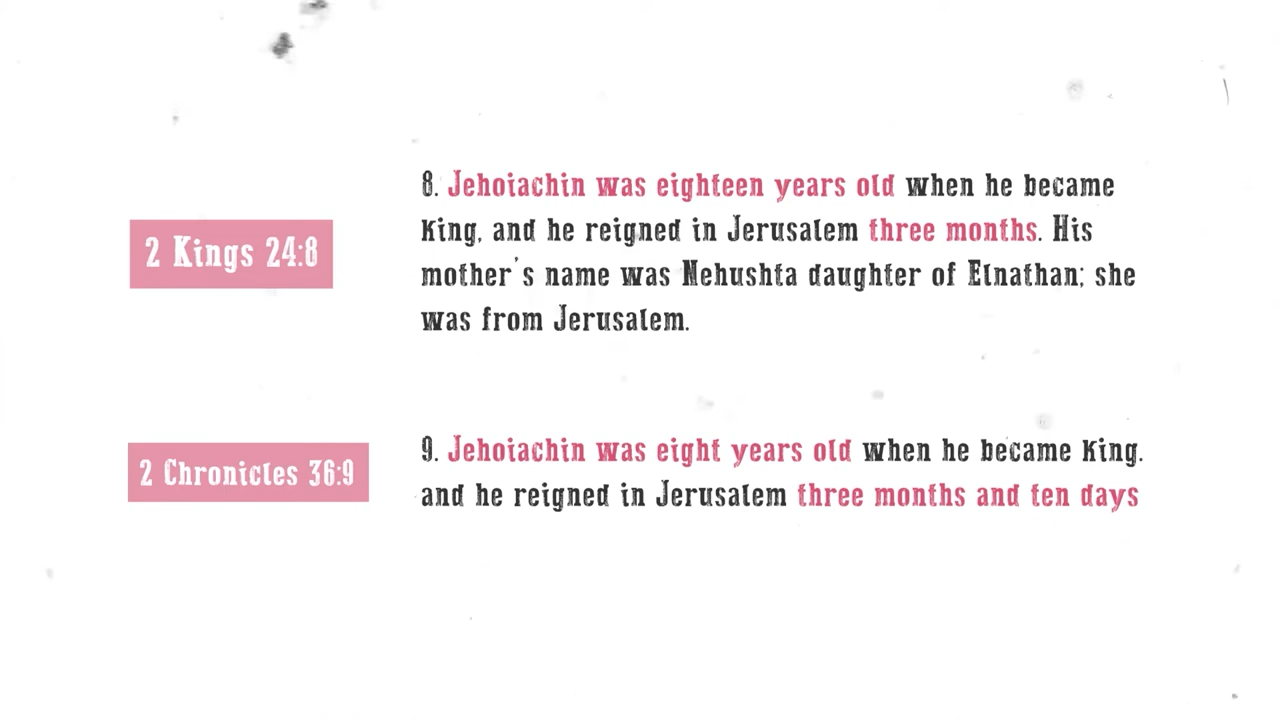 2 Kings 24:8
8. Jehoiachin was eighteen years old when he became
King, and he reigned in Jerusalem three months. His
mother's name was Nehushta daughter of Elnathan; she
was from Jerusalem.
2 Chronicles 36:9
9. Jehoiachin was eight years old when he became King.
and he reigned in Jerusalem three months and ten days